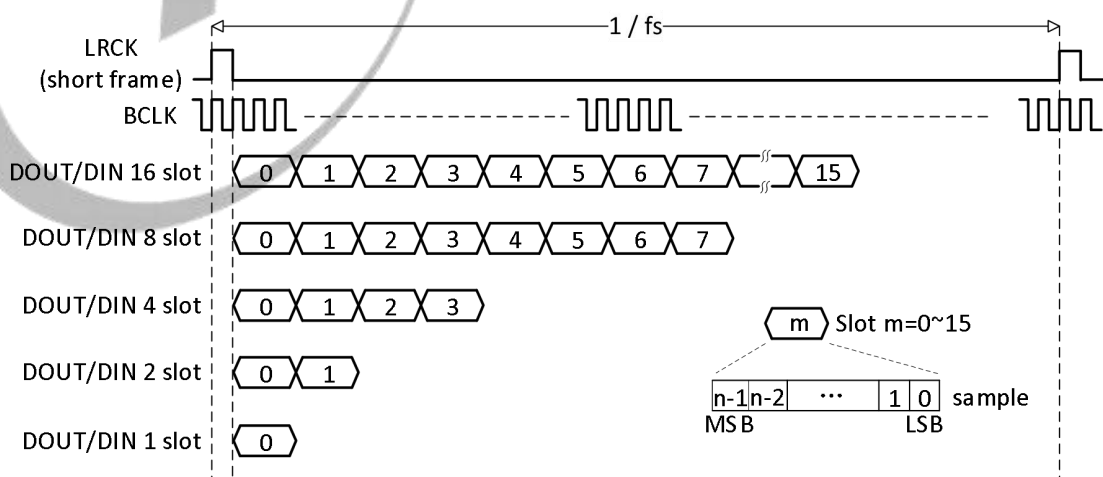 1 / fs
LRCK
(short frame)
BCLK
DOUT/DIN 16 slot 0 1 2 3 4 5 6 7 15
DOUT/DIN 8 slot 0 1 2 3 4 5 6 7
DOUT/DIN 4 slot 0 1 2 3
m Slot m=0~15
DOUT/DIN 2 slot 0 1
n-1 n-2 ... 1 0 sample
MSB LSB
DOUT/DIN 1 slot 0